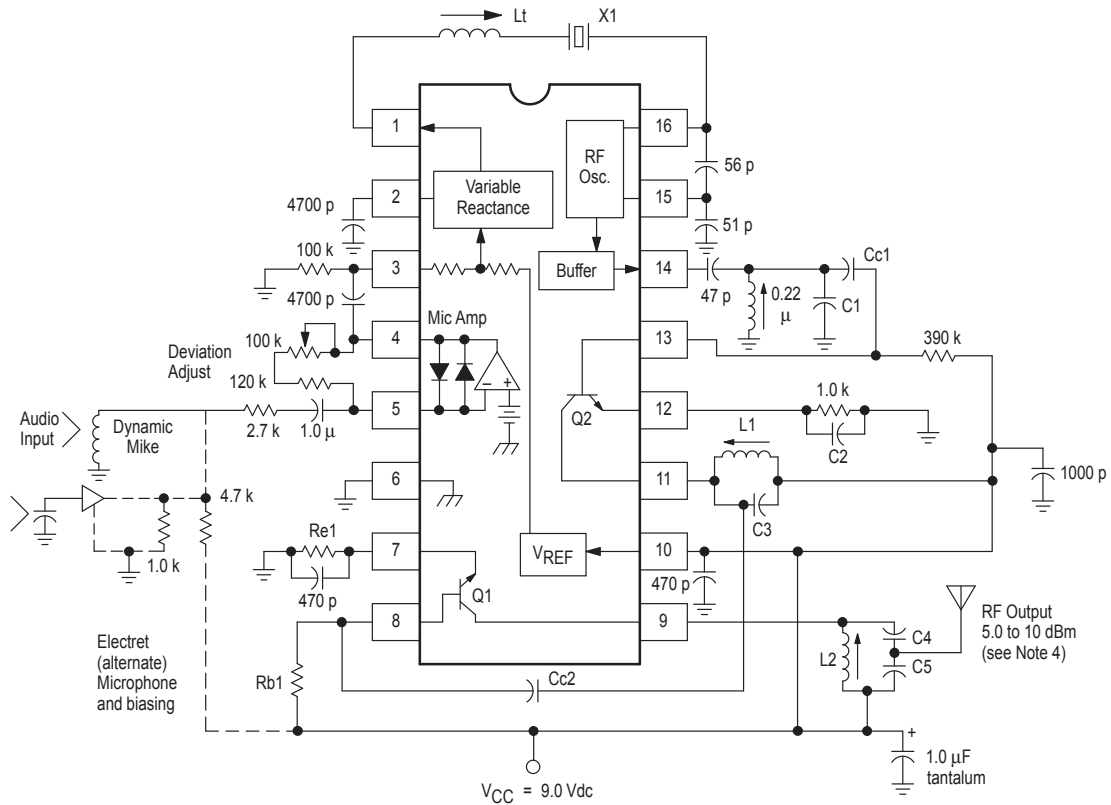 Lt
X1
1
16
RF
Osc.
56 p
Variable
Reactance
4700 p
2
15
51 p
100 k
3
Buffer
14
Cc1
47 p
0.22
μ
C1
4700 p
Mic Amp
390 k
Deviation
Adjust
100 k
4
13
120 k
− +
Audio
Input
Dynamic
Mike
2.7 k
1.0 μ
5
Q2
12
1.0 k
C2
L1
6
11
C3
1000 p
4.7 k
1.0 k
Re1
7
VREF
10
470 p
470 p
Q1
RF Output
5.0 to 10 dBm
(see Note 4)
8
9
C4
L2
C5
Electret
(alternate)
Microphone
and biasing
Rb1
Cc2
+
1.0 μF
tantalum
VCC = 9.0 Vdc